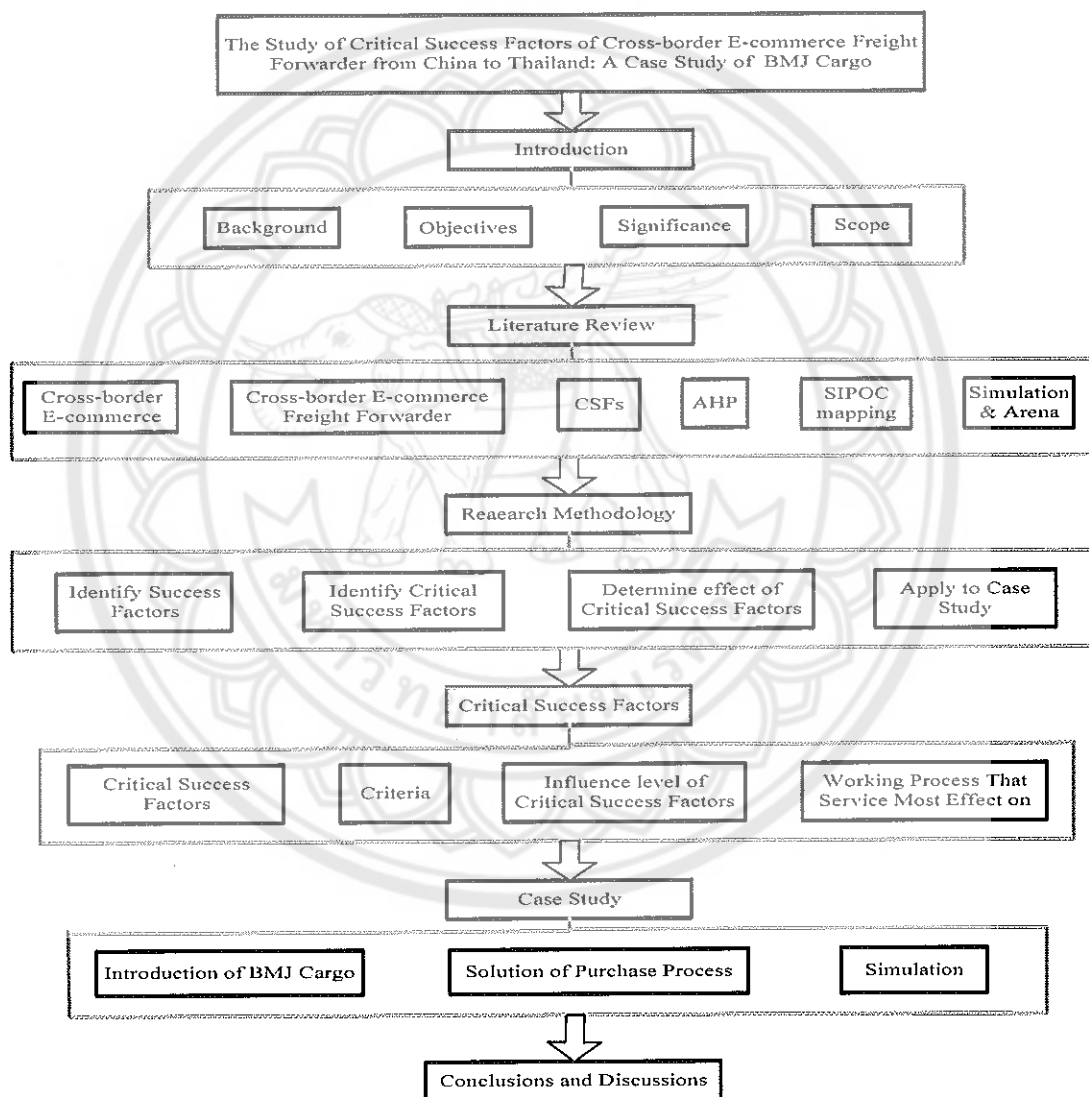 The Study of Critical Success Factors of Cross-border E-commerce Freight
Forwarder from China to Thailand: A Case Study of BMJ Cargo
Introduction
Background
Objectives
Significance
Scope
Literature Review
Cross-border
E-commerce
Cross-border E-commerce
Freight Forwarder
CSFs
AHP
SIPOC
mapping
Simulation
& Arena
Reaearch Methodology
Identify Success
Factors
Identify Critical
Success Factors
Determine effect of
Critical Success Factors
Apply to Case
Study
Critical Success Factors
Critical Success
Factors
Criteria
Influence level of
Critical Success Factors
Working Process That
Service Most Effect on
Case Study
Introduction of BMJ Cargo
Solution of Purchase Process
Simulation
Conclusions and Discussions